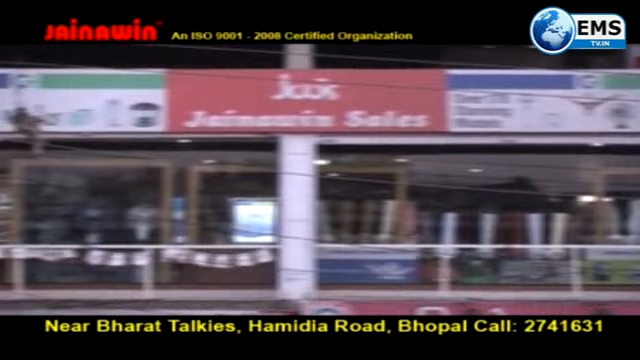 JAINAWIN An ISO 9001 - 2008 Certified Organization
EMS
TV.IN
Jains
Jainawin Sales
Near Bharat Talkies, Hamidia Road, Bhopal Call: 2741631